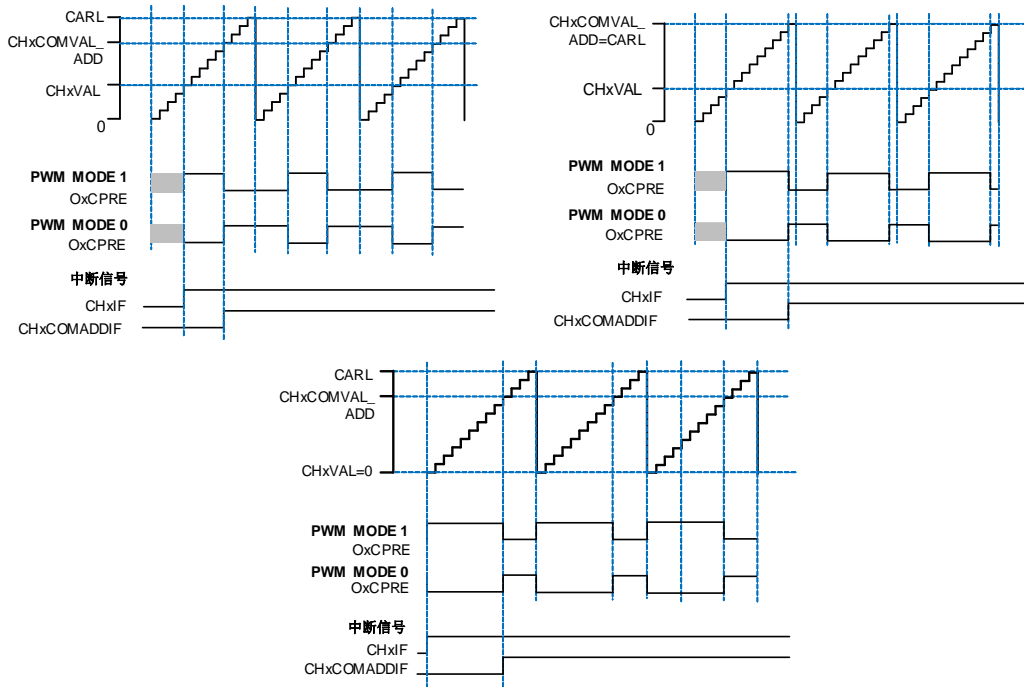 CARL
CHxCOMVAL_
ADD
CHxVAL
0
PWM MODE 1
OxCPRE
PWM MODE 0
OxCPRE
中断信号
CHxIF
CHxCOMADDIF
CHxCOMVAL_
ADD=CARL
CHxVAL
0
PWM MODE 1
OxCPRE
PWM MODE 0
OxCPRE
中断信号
CHxIF
CHxCOMADDIF
CARL
CHxCOMVAL_
ADD
CHxVAL=0
PWM MODE 1
OxCPRE
PWM MODE 0
OxCPRE
中断信号
CHxIF
CHxCOMADDIF